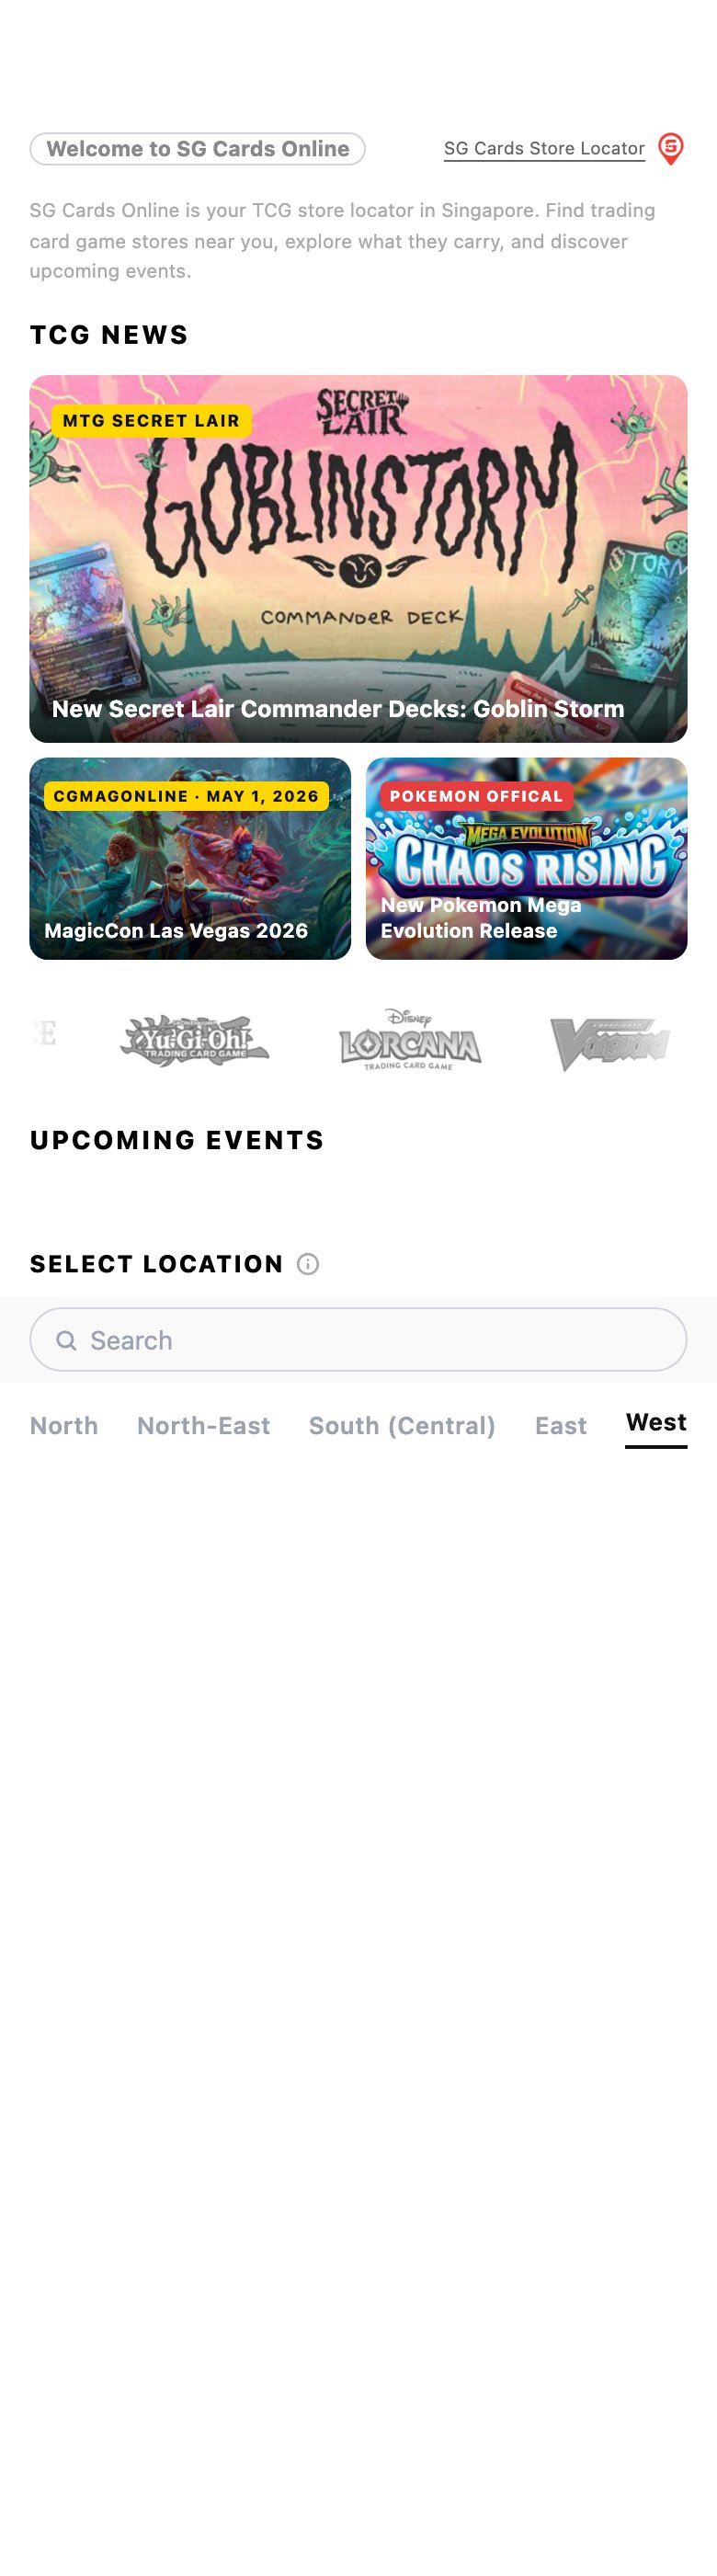 Welcome to SG Cards Online
SG Cards Store Locator
SG Cards Online is your TCG store locator in Singapore. Find trading
card game stores near you, explore what they carry, and discover
upcoming events.
TCG NEWS
MTG SECRET LAIR
SECRET
LAIR
GOBLINSTORM
COMMANDER DECK
STORM
New Secret Lair Commander Decks: Goblin Storm
CGMAGONLINE · MAY 1, 2026
MagicCon Las Vegas 2026
POKEMON OFFICAL
MEGA EVOLUTION
CHAOS RISING
New Pokemon Mega
Evolution Release
E
Yu-Gi-Oh!
TRADING CARD GAME
Disney
LORCANA
TRADING CARD GAME
Vanguard
UPCOMING EVENTS
SELECT LOCATION
Search
North
North-East
South (Central)
East
West